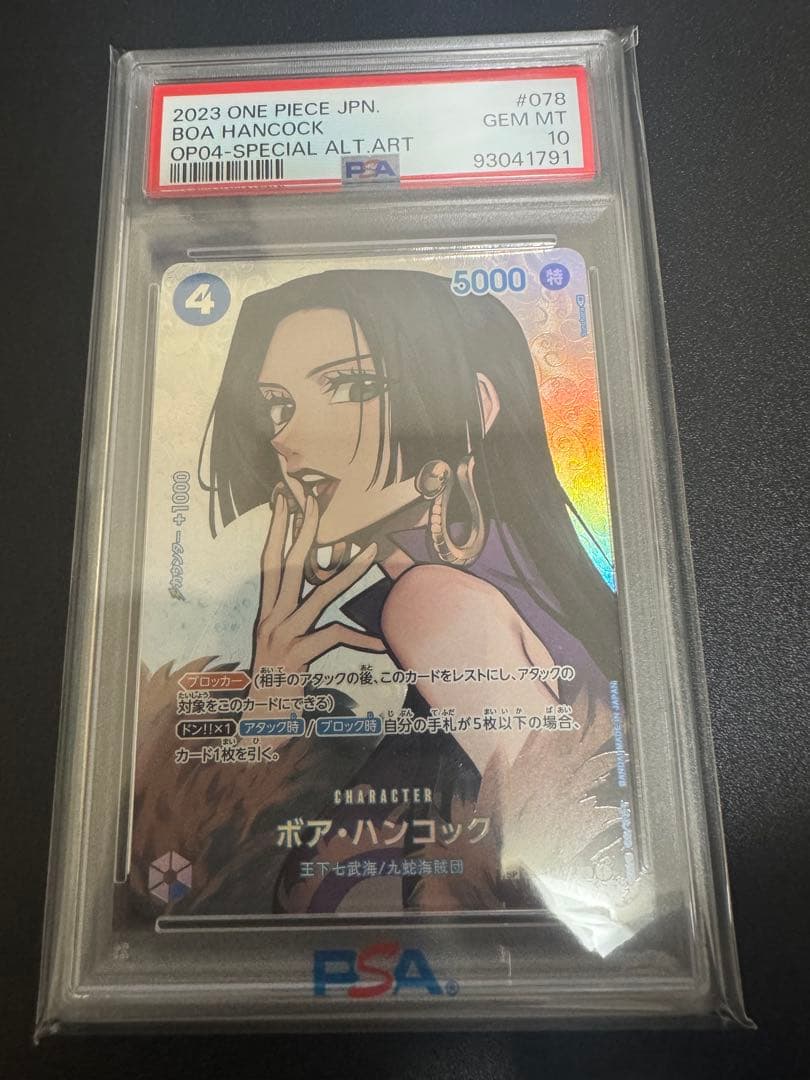 2023 ONE PIECE JPN.
#078
BOA HANCOCK
GEM MT
OP04-SPECIAL ALT.ART
10
PSA
93041791
4
5000
特
カウンター +1000
ブロッカー (相手のアタックの後、このカードをレストにし、アタックの
対象をこのカードにできる)
ドン!!×1 アタック時 / ブロック時 自分の手札が5枚以下の場合、
カード1枚を引く。
CHARACTER
ボア・ハンコック
王下七武海/九蛇海賊団
BANDAI MADE IN JAPAN
PSA